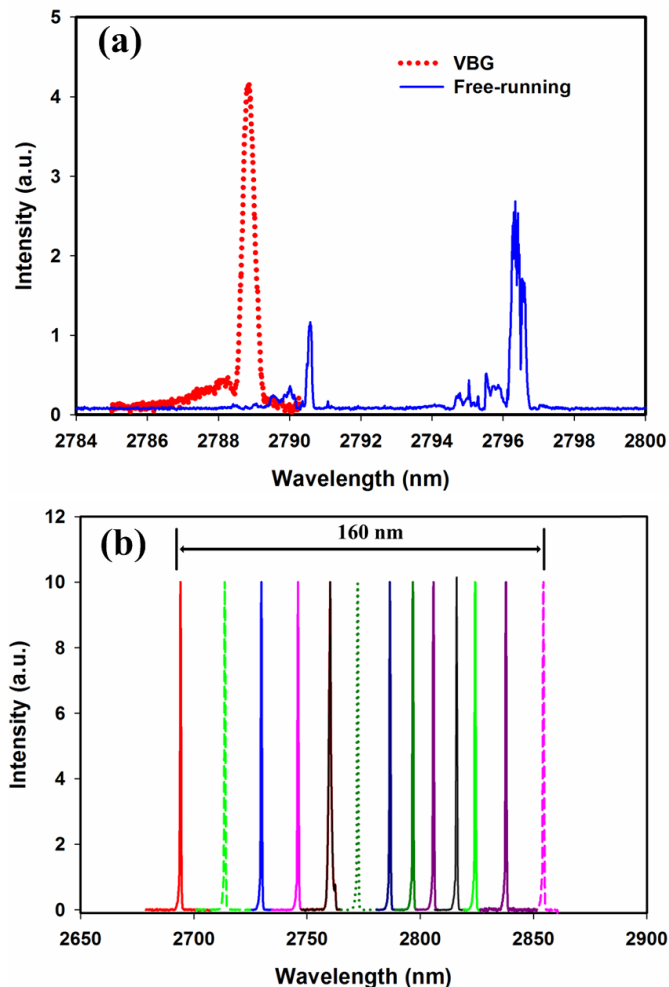 (a)
VBG
Free-running
5
4
3
2
1
0
Intensity (a.u.)
2784 2786 2788 2790 2792 2794 2796 2798 2800
Wavelength (nm)
(b)
160 nm
12
10
8
6
4
2
0
Intensity (a.u.)
2650 2700 2750 2800 2850 2900
Wavelength (nm)